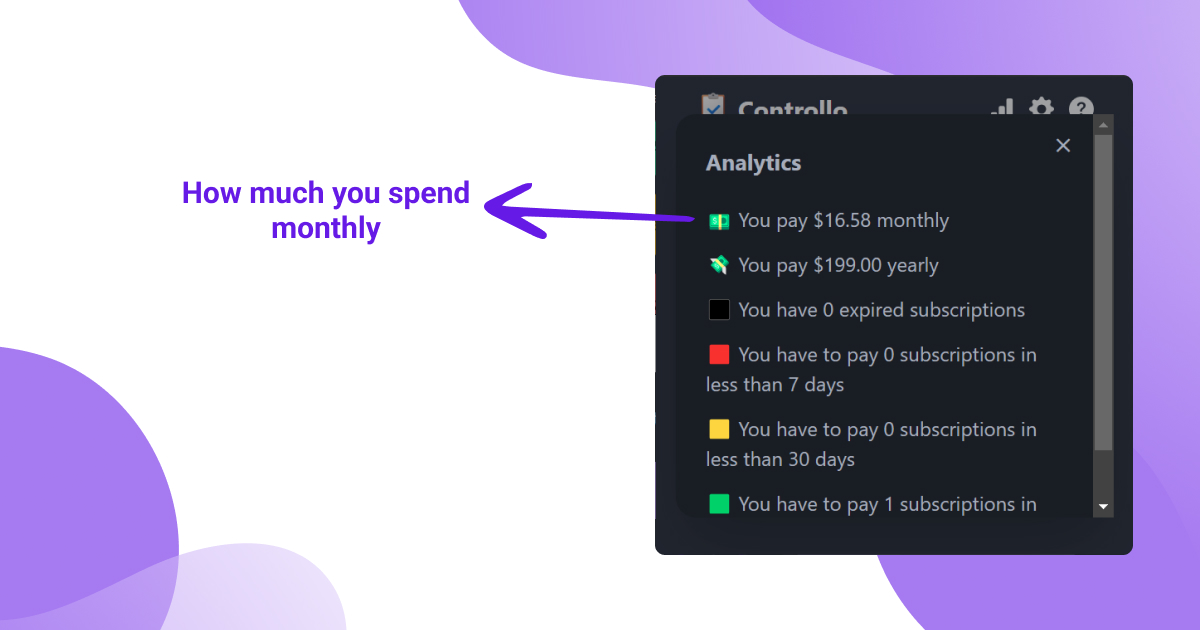 How much you spend
monthly
Controllo
Analytics
You pay $16.58 monthly
You pay $199.00 yearly
You have 0 expired subscriptions
You have to pay 0 subscriptions in
less than 7 days
You have to pay 0 subscriptions in
less than 30 days
You have to pay 1 subscriptions in